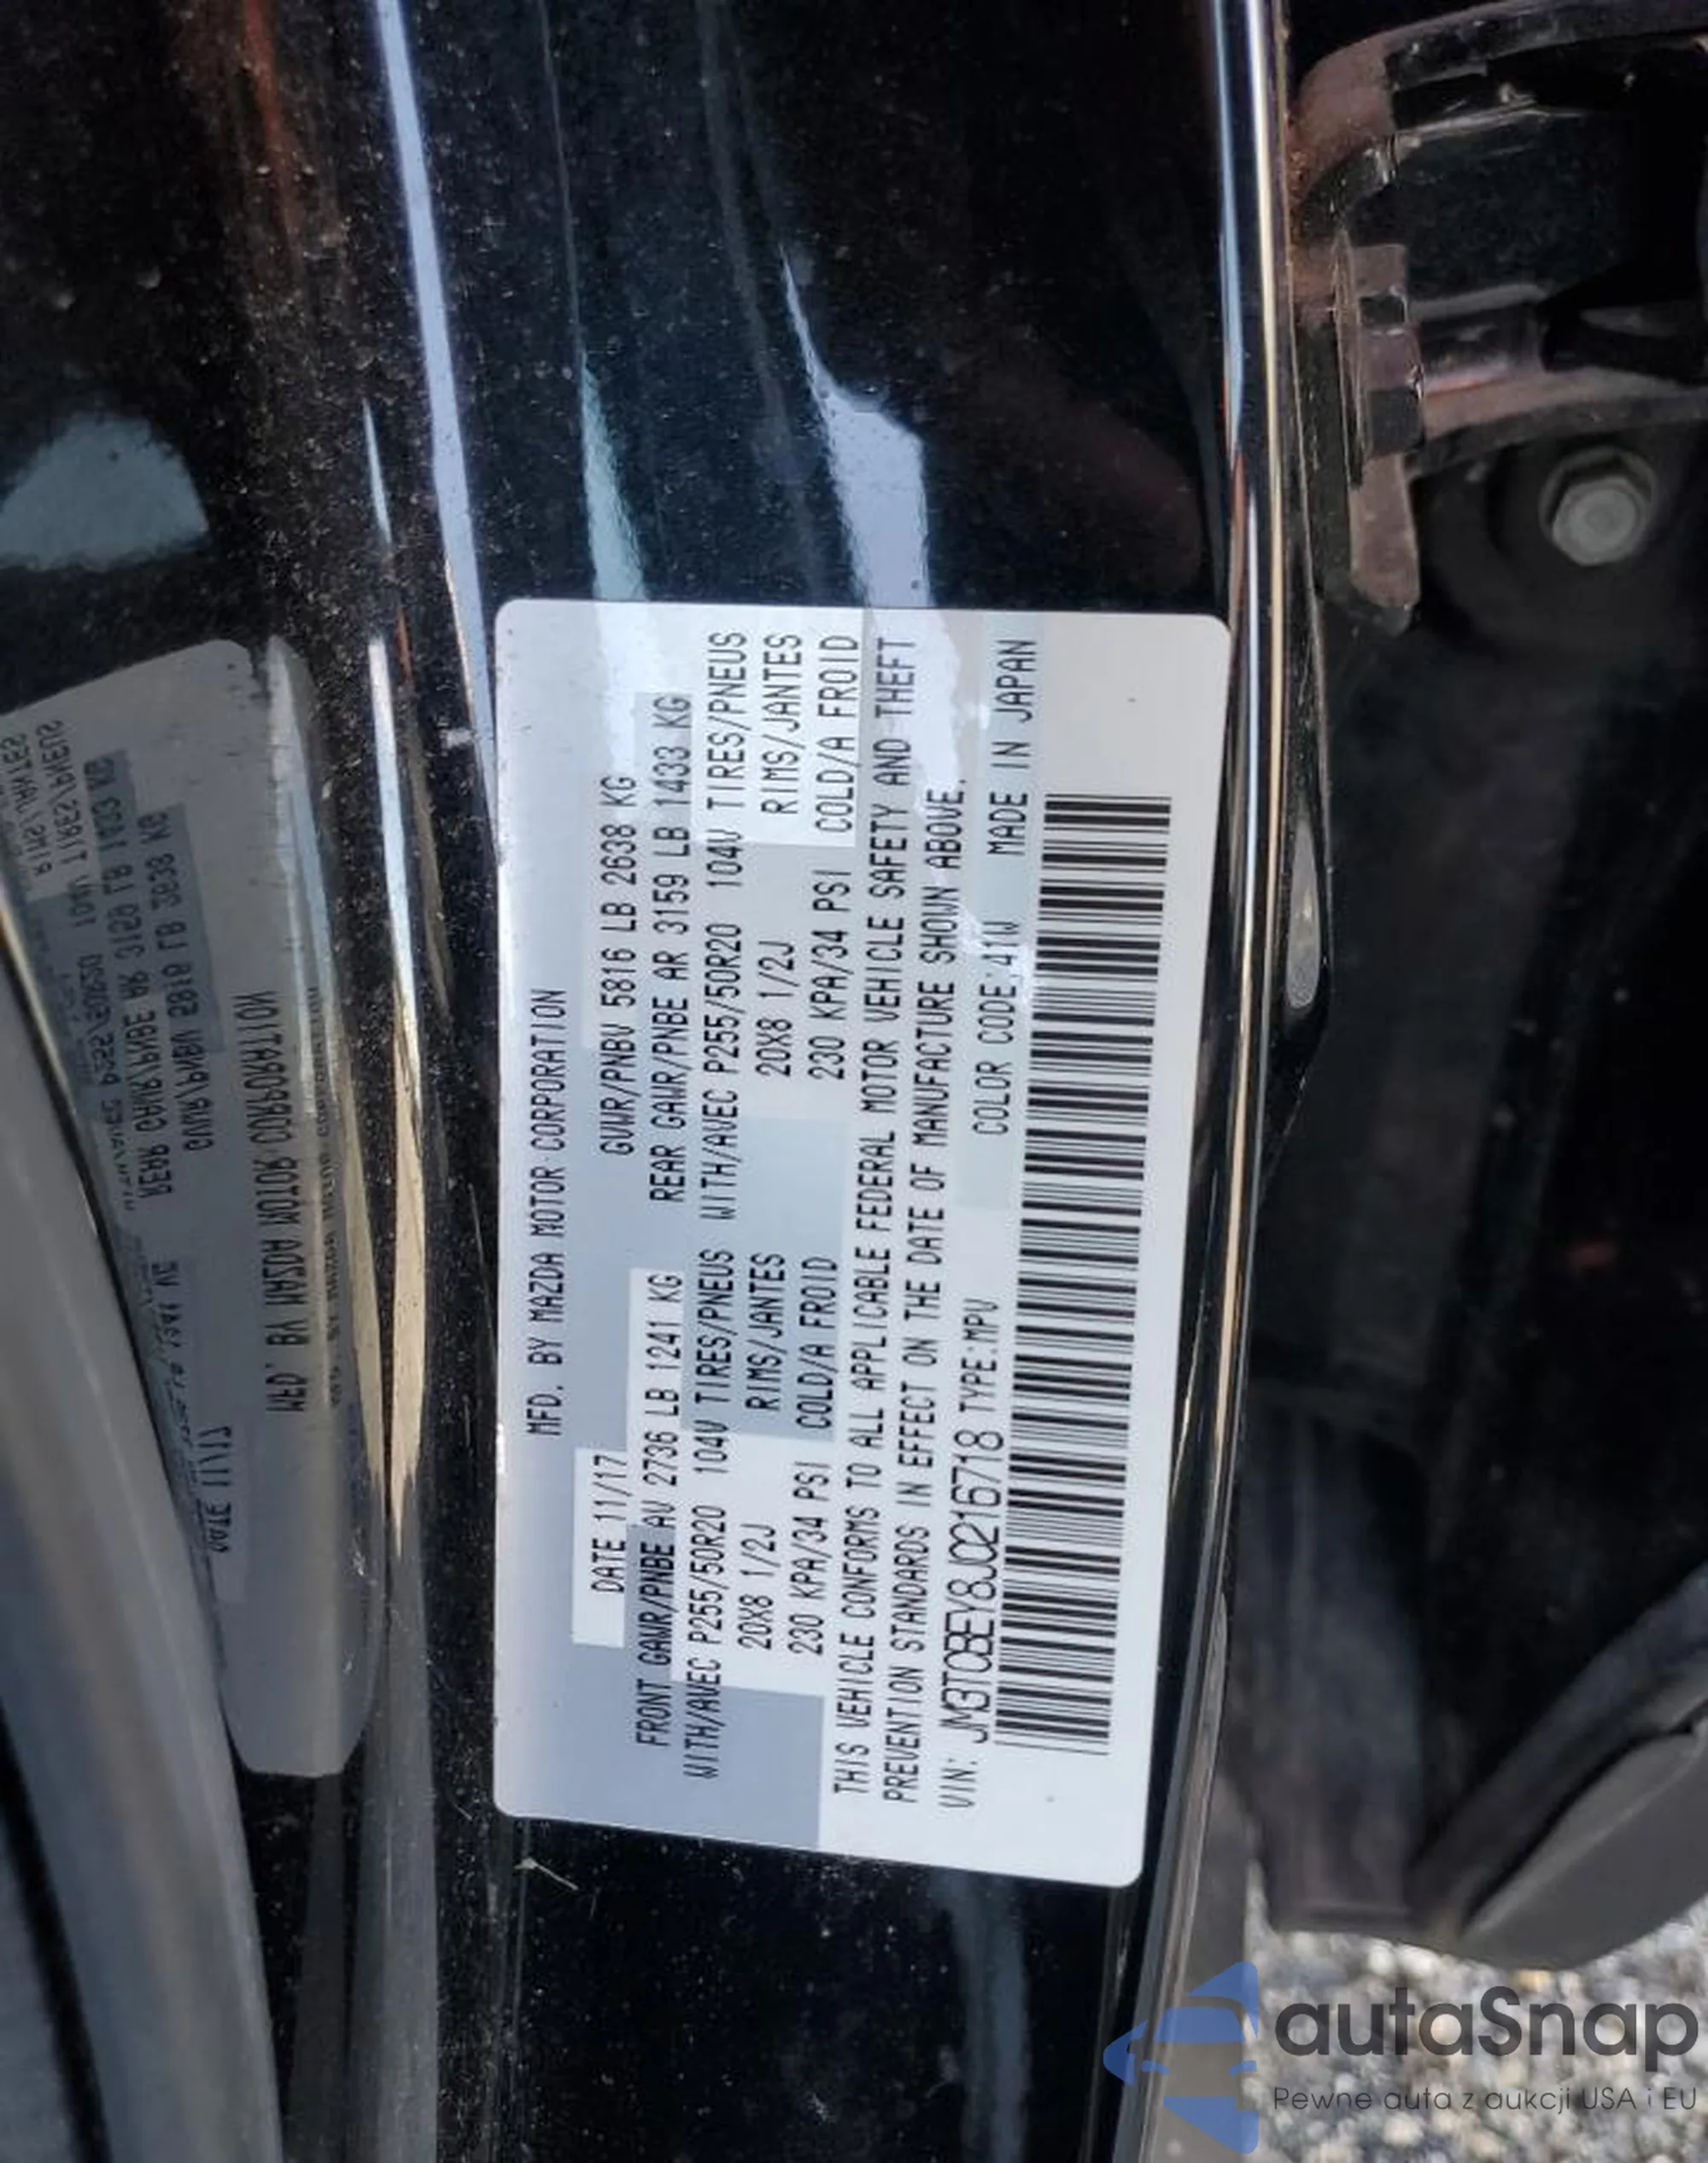 MFD. BY MAZDA MOTOR CORPORATION
DATE 11/17 GVWR/PNBV 5816 LB 2638 KG
FRONT GAWR/PNBE AV 2736 LB 1241 KG REAR GAWR/PNBE AR 3159 LB 1433 KG
WITH/AVEC P255/50R20 104V TIRES/PNEUS WITH/AVEC P255/50R20 104V TIRES/PNEUS
20X8 1/2J RIMS/JANTES 20X8 1/2J RIMS/JANTES
230 KPA/34 PSI COLD/A FROID 230 KPA/34 PSI COLD/A FROID
THIS VEHICLE CONFORMS TO ALL APPLICABLE FEDERAL MOTOR VEHICLE SAFETY AND THEFT
PREVENTION STANDARDS IN EFFECT ON THE DATE OF MANUFACTURE SHOWN ABOVE.
VIN: JM3TCBEY8J0216718 TYPE:MPV COLOR CODE:41W MADE IN JAPAN
autaSnap
Pewne auta z aukcji USA i EU